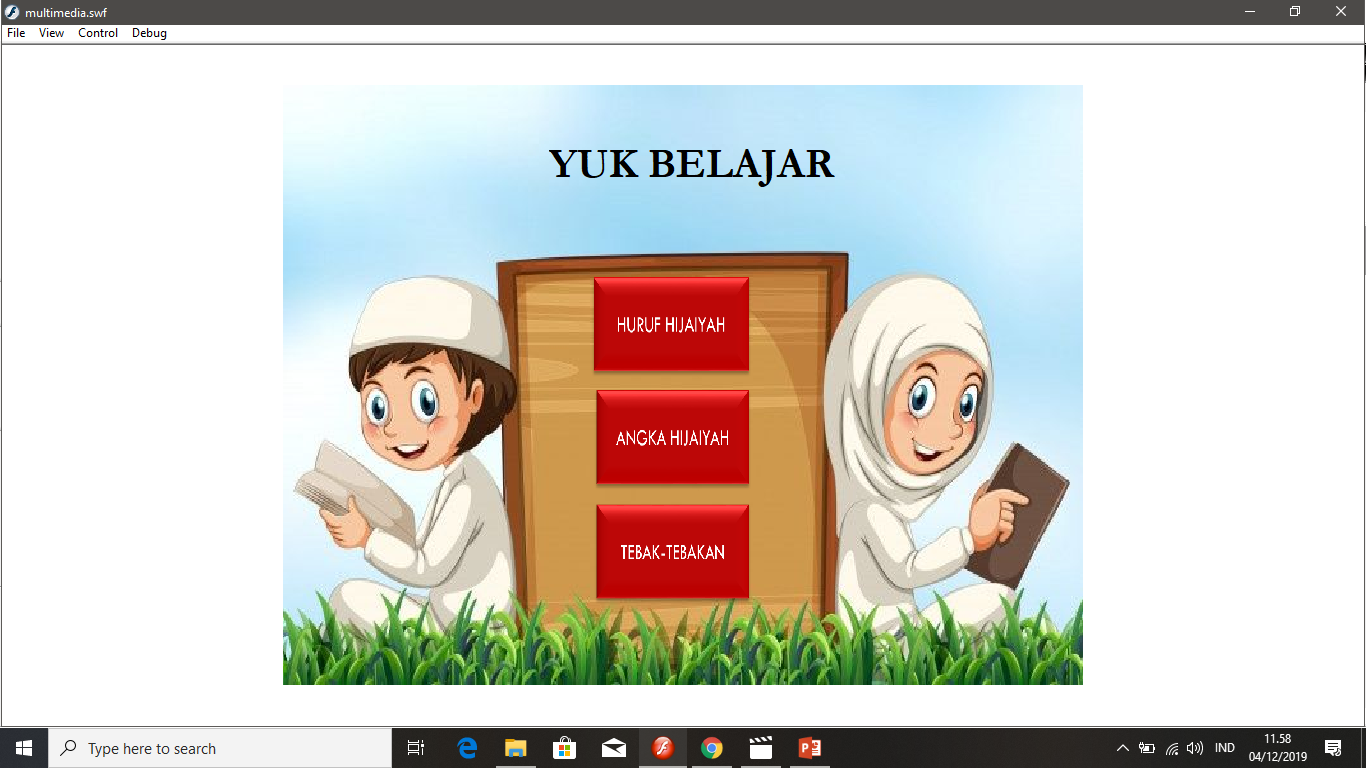 multimedia.swf
File View Control Debug
YUK BELAJAR
HURUF HIJAIYAH
ANGKA HIJAIYAH
TEBAK-TEBAKAN
Type here to search
IND
11.58
04/12/2019